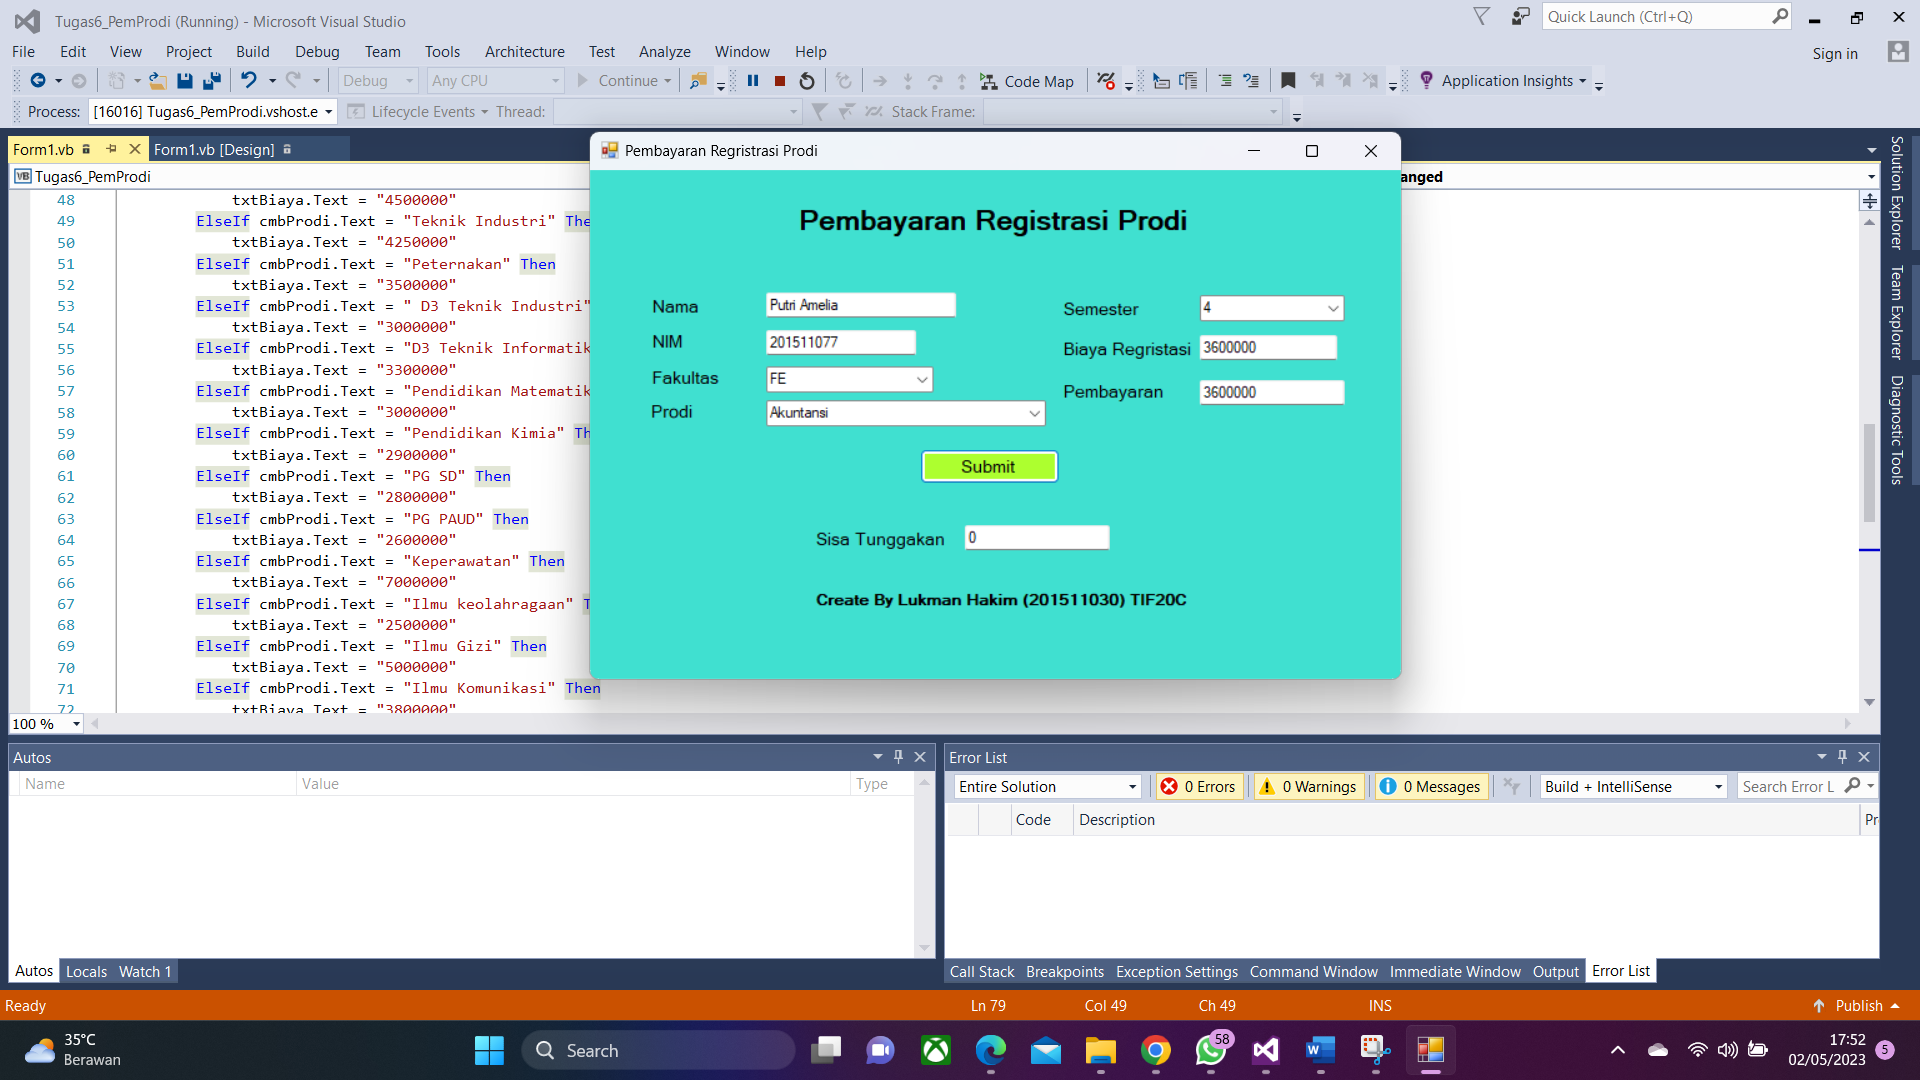 Tugas6_PemProdi (Running) - Microsoft Visual Studio
Quick Launch (Ctrl+Q)
File Edit View Project Build Debug Team Tools Architecture Test Analyze Window Help
Sign in
Debug Any CPU Continue Code Map Application Insights
Process: [16016] Tugas6_PemProdi.vshost.e Lifecycle Events Thread: Stack Frame:
Form1.vb Form1.vb [Design]
Tugas6_PemProdi
anged
48 txtBiaya.Text = "4500000"
49 ElseIf cmbProdi.Text = "Teknik Industri" The
50 txtBiaya.Text = "4250000"
51 ElseIf cmbProdi.Text = "Peternakan" Then
52 txtBiaya.Text = "3500000"
53 ElseIf cmbProdi.Text = " D3 Teknik Industri"
54 txtBiaya.Text = "3000000"
55 ElseIf cmbProdi.Text = "D3 Teknik Informatik
56 txtBiaya.Text = "3300000"
57 ElseIf cmbProdi.Text = "Pendidikan Matematik
58 txtBiaya.Text = "3000000"
59 ElseIf cmbProdi.Text = "Pendidikan Kimia" Th
60 txtBiaya.Text = "2900000"
61 ElseIf cmbProdi.Text = "PG SD" Then
62 txtBiaya.Text = "2800000"
63 ElseIf cmbProdi.Text = "PG PAUD" Then
64 txtBiaya.Text = "2600000"
65 ElseIf cmbProdi.Text = "Keperawatan" Then
66 txtBiaya.Text = "7000000"
67 ElseIf cmbProdi.Text = "Ilmu keolahragaan" T
68 txtBiaya.Text = "2500000"
69 ElseIf cmbProdi.Text = "Ilmu Gizi" Then
70 txtBiaya.Text = "5000000"
71 ElseIf cmbProdi.Text = "Ilmu Komunikasi" Then
72 txtBiaya.Text = "3800000"
100 %
Pembayaran Regristrasi Prodi
Pembayaran Registrasi Prodi
Nama Putri Amelia
NIM 201511077
Fakultas FE
Prodi Akuntansi
Semester 4
Biaya Regristasi 3600000
Pembayaran 3600000
Submit
Sisa Tunggakan 0
Create By Lukman Hakim (201511030) TIF20C
Solution Explorer
Team Explorer
Diagnostic Tools
Autos
Name Value Type
Autos Locals Watch 1
Error List
Entire Solution 0 Errors 0 Warnings 0 Messages Build + IntelliSense Search Error L
Code Description Pr
Call Stack Breakpoints Exception Settings Command Window Immediate Window Output Error List
Ready Ln 79 Col 49 Ch 49 INS Publish
35°C
Berawan
Search
58
17:52
02/05/2023
5